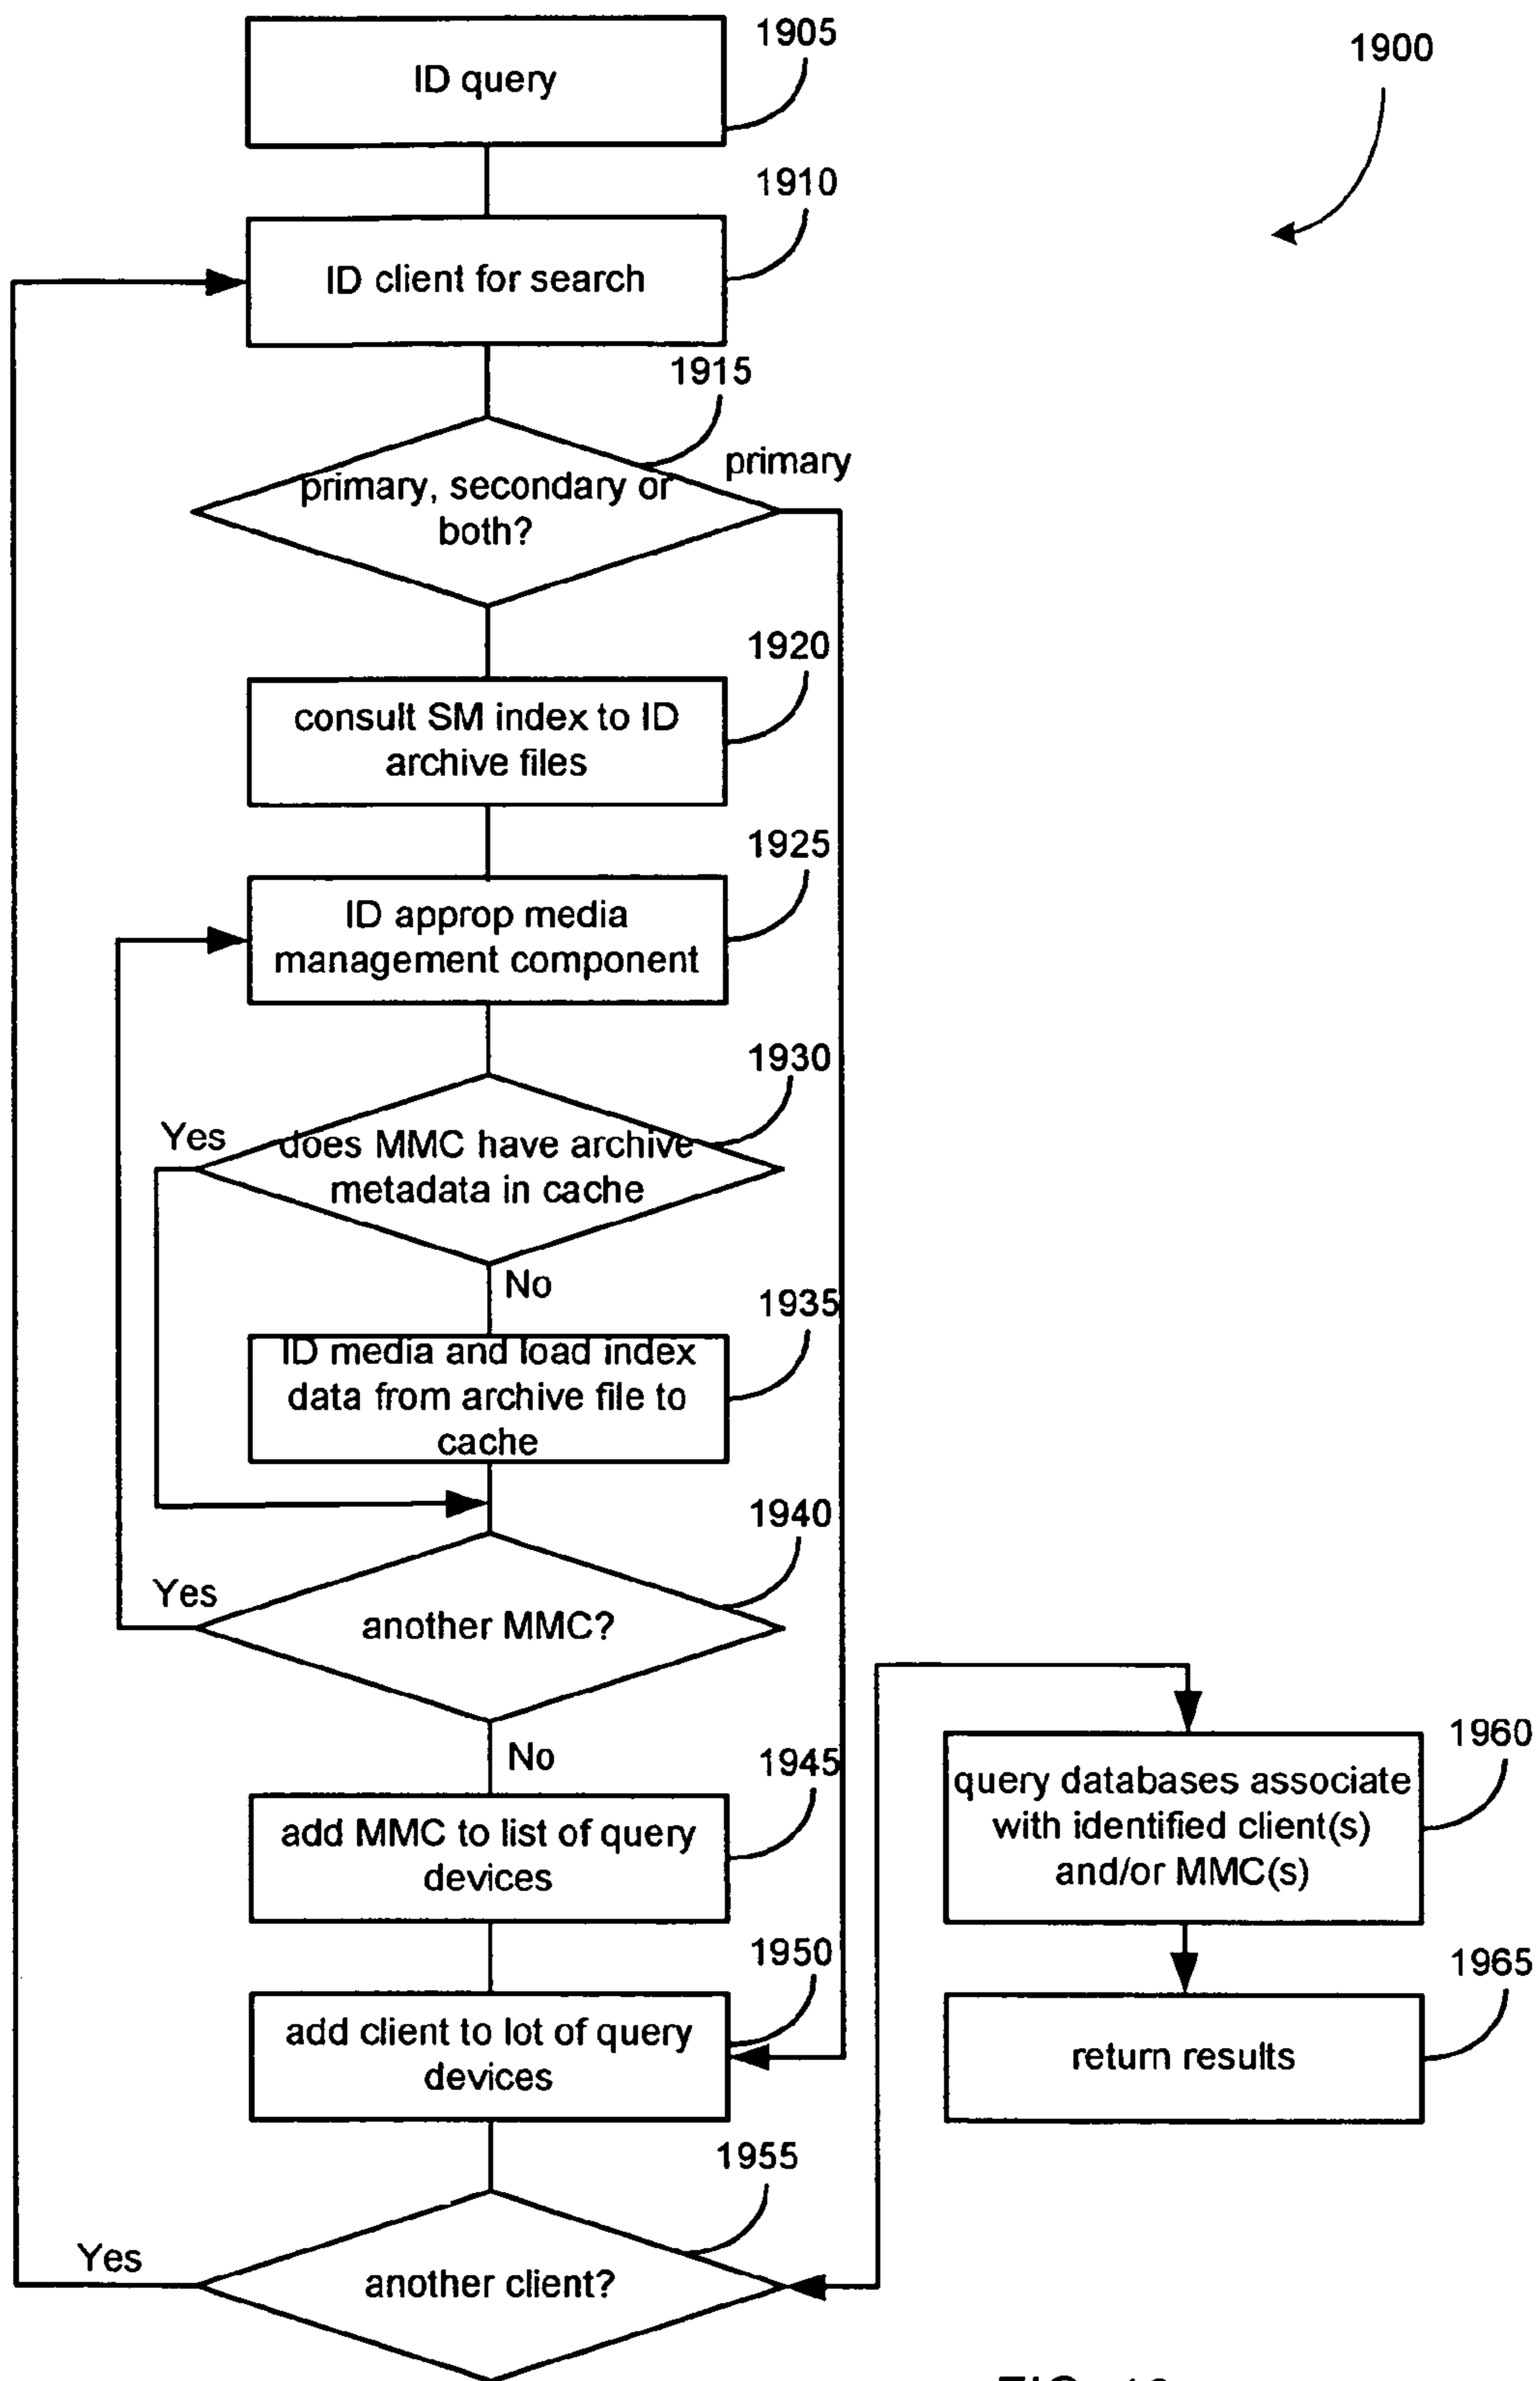 1905
ID query
1900
1910
ID client for search
1915
primary
primary, secondary or
both?
1920
consult SM index to ID
archive files
1925
ID approp media
management component
1930
Yes
does MMC have archive
metadata in cache
No
1935
ID media and load index
data from archive file to
cache
1940
Yes
another MMC?
No
1945
add MMC to list of query
devices
1950
add client to lot of query
devices
1955
Yes
another client?
1960
query databases associate
with identified client(s)
and/or MMC(s)
1965
return results